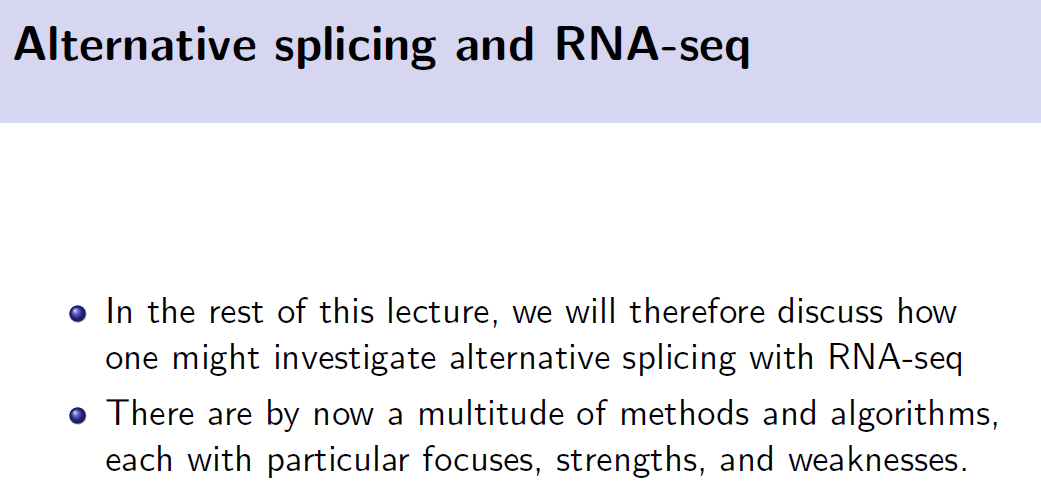 Alternative splicing and RNA-seq
In the rest of this lecture, we will therefore discuss how
one might investigate alternative splicing with RNA-seq
There are by now a multitude of methods and algorithms,
each with particular focuses, strengths, and weaknesses.